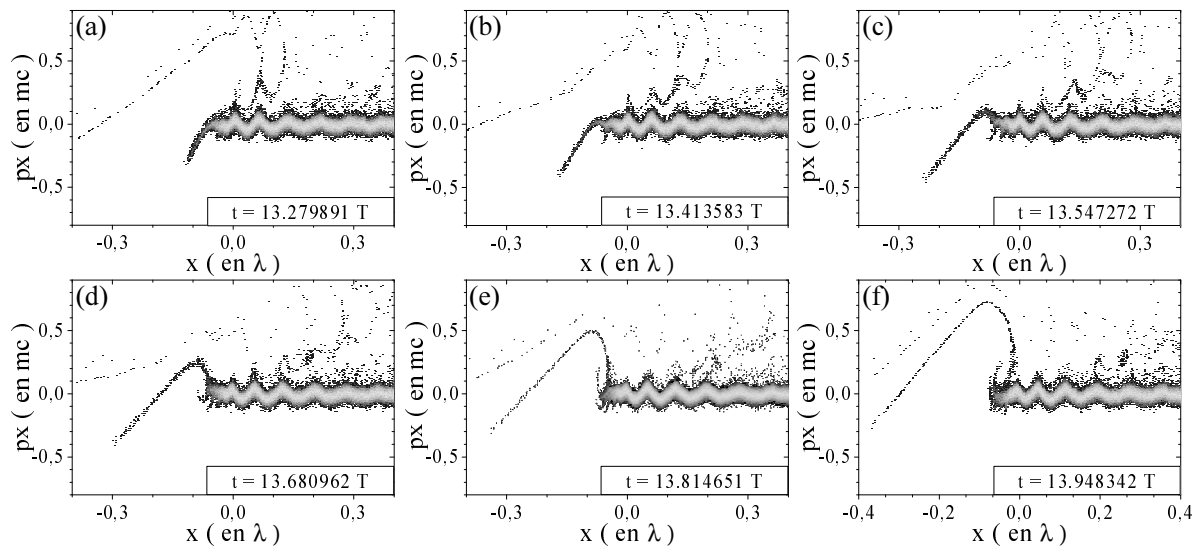 (a) (b) (c)
px ( en mc) px ( en mc) px ( en mc)
0,5 0,5 0,5
0,0 0,0 0,0
-0,5 -0,5 -0,5
t = 13.279891 T t = 13.413583 T t = 13.547272 T
-0,3 0,0 0,3 -0,3 0,0 0,3 -0,3 0,0 0,3
x ( en λ ) x ( en λ ) x ( en λ )
(d) (e) (f)
px ( en mc) px ( en mc) px ( en mc)
0,5 0,5 0,5
0,0 0,0 0,0
-0,5 -0,5 -0,5
t = 13.680962 T t = 13.814651 T t = 13.948342 T
-0,3 0,0 0,3 -0,3 0,0 0,3 -0,4 -0,2 0,0 0,2 0,4
x ( en λ ) x ( en λ ) x ( en λ )